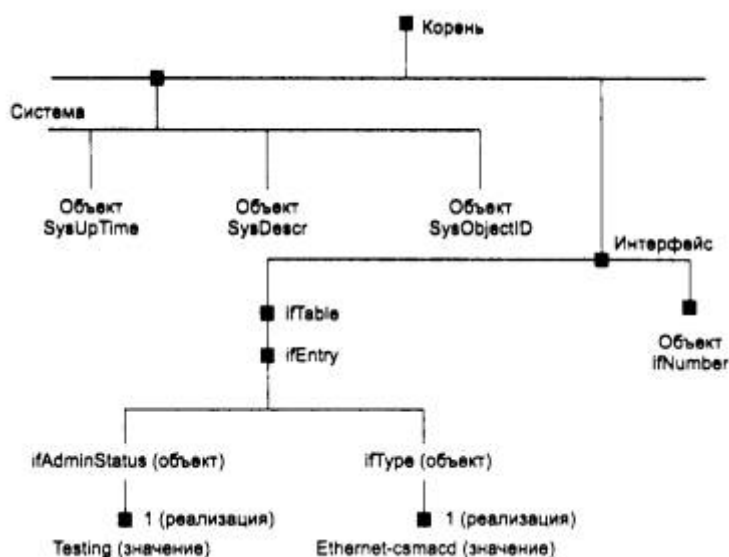 Корень
Система
Объект
SysUpTime
Объект
SysDescr
Объект
SysObjectID
Интерфейс
ifTable
ifEntry
Объект
ifNumber
ifAdminStatus (объект)
ifType (объект)
1 (реализация)
1 (реализация)
Testing (значение)
Ethernet-csmacd (значение)